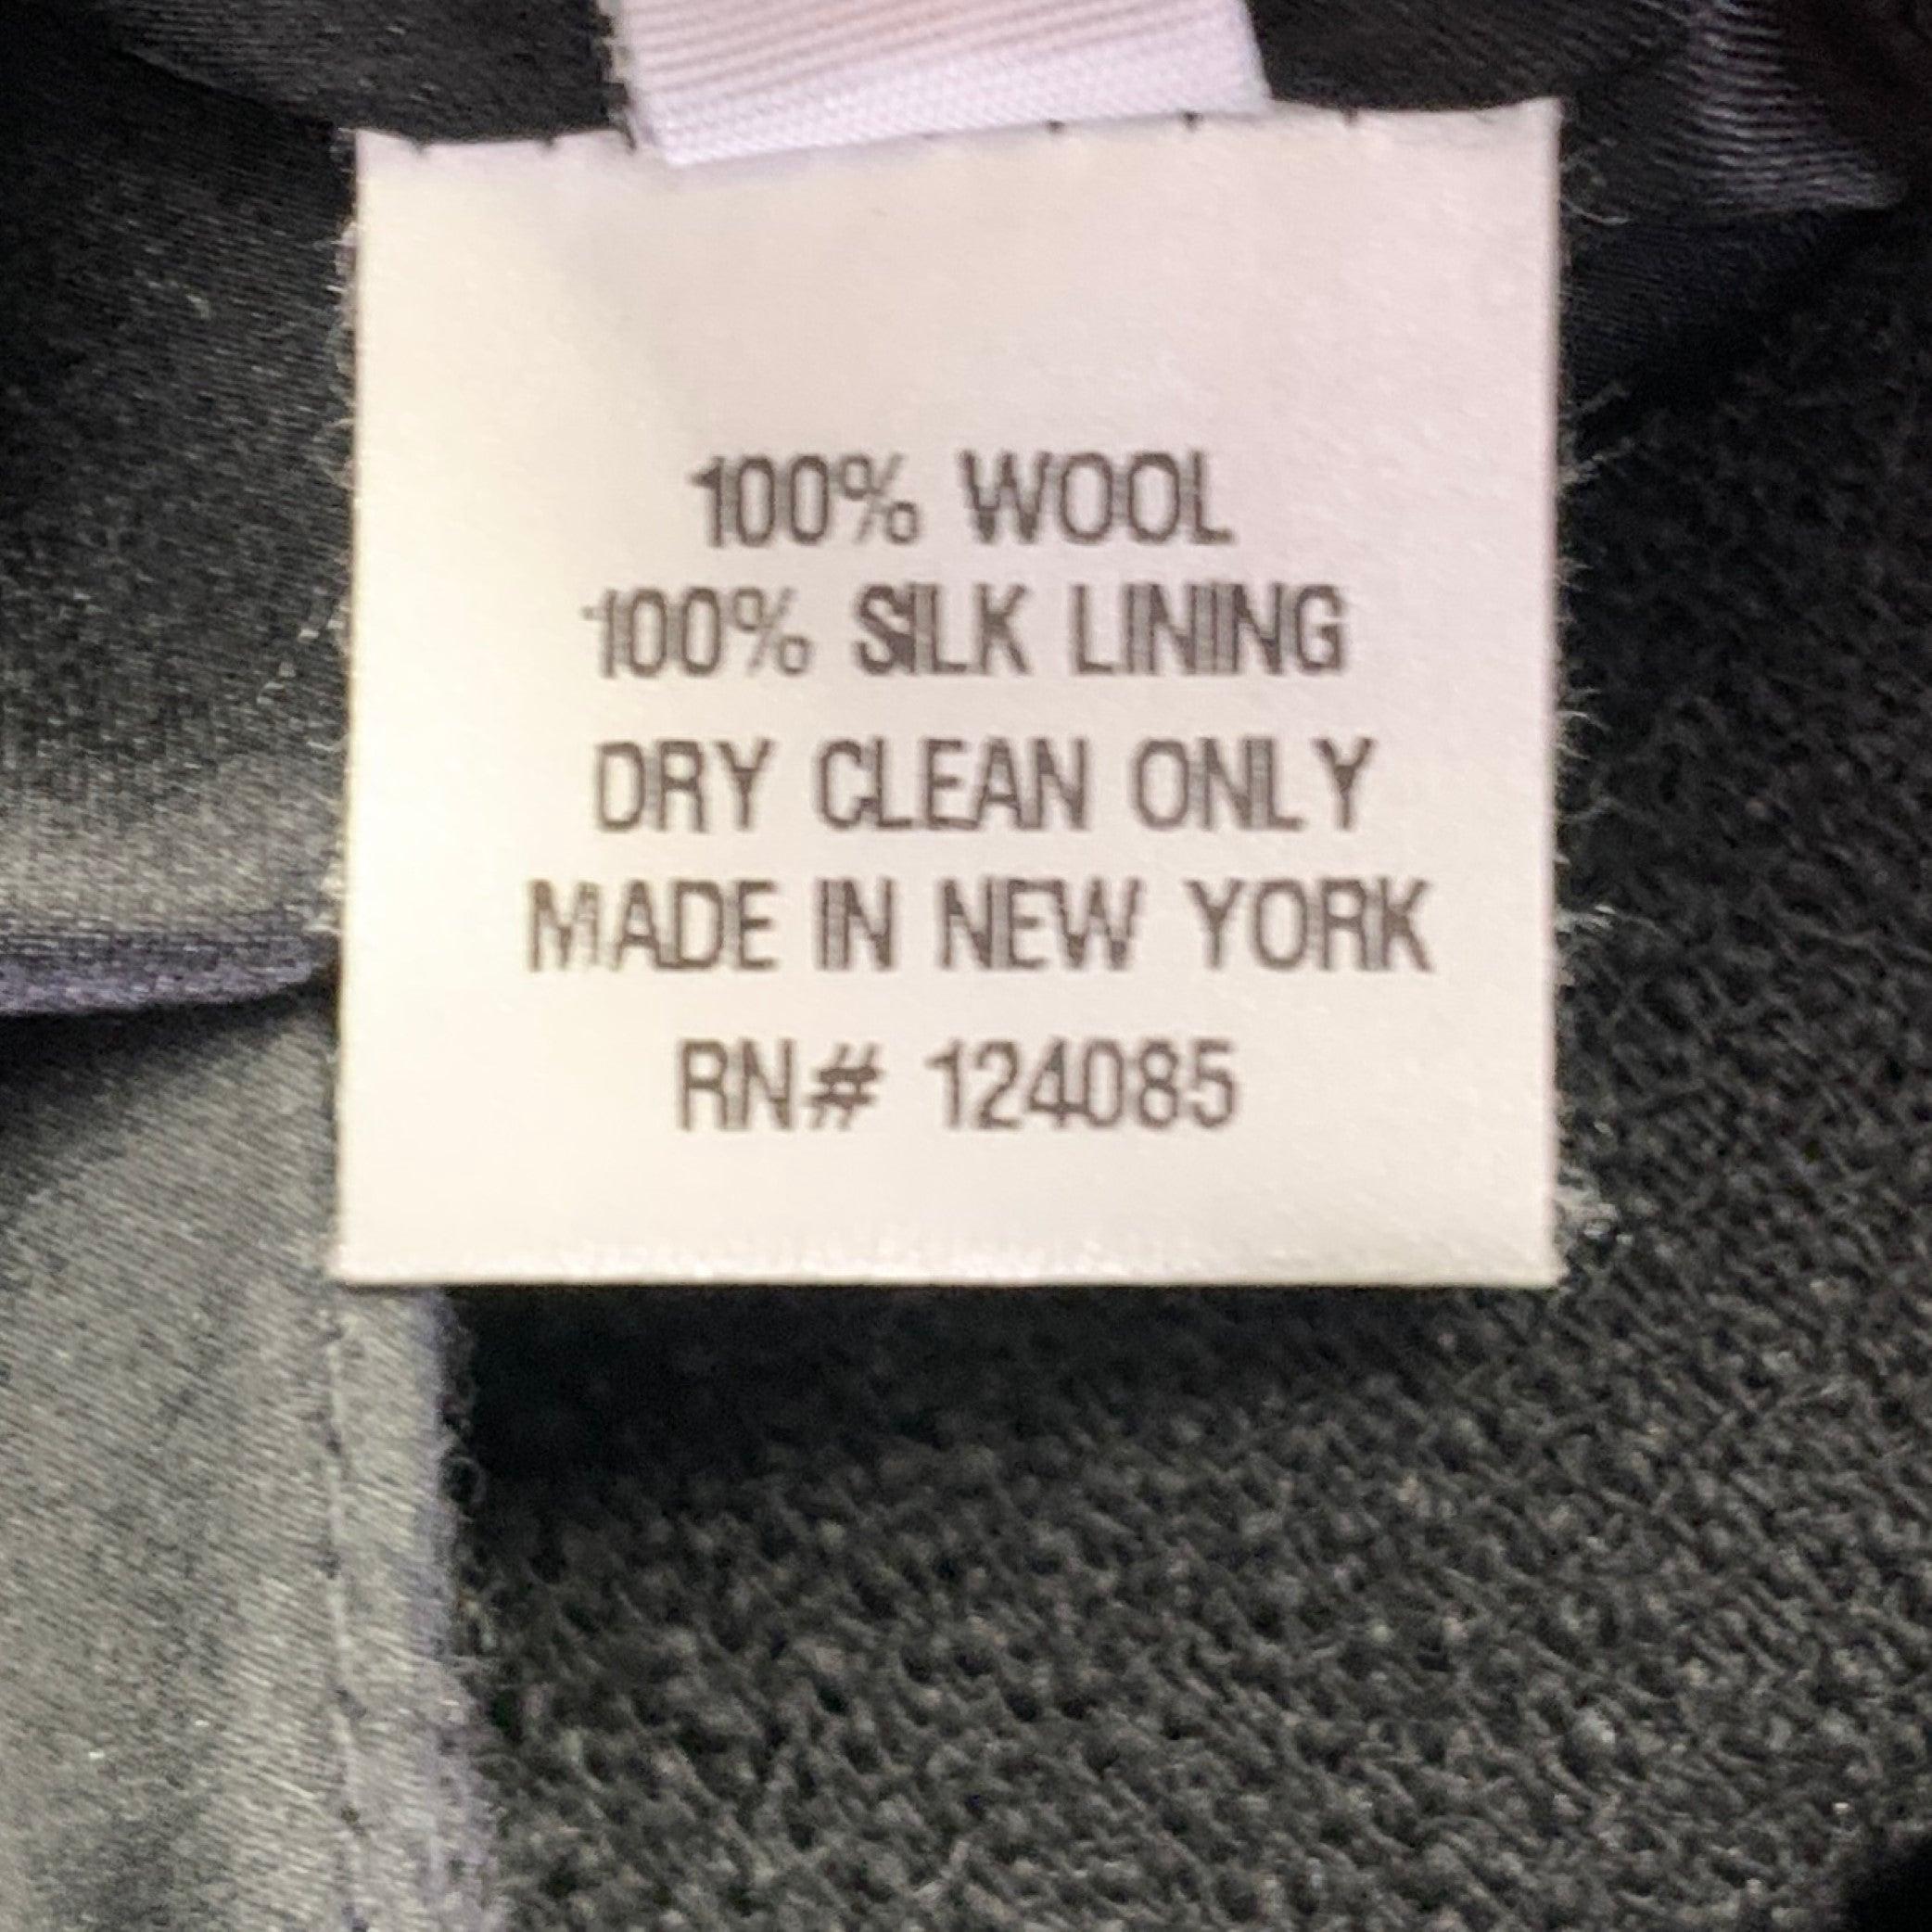 100% WOOL
100% SILK LINING
DRY CLEAN ONLY
MADE IN NEW YORK
RN# 124085